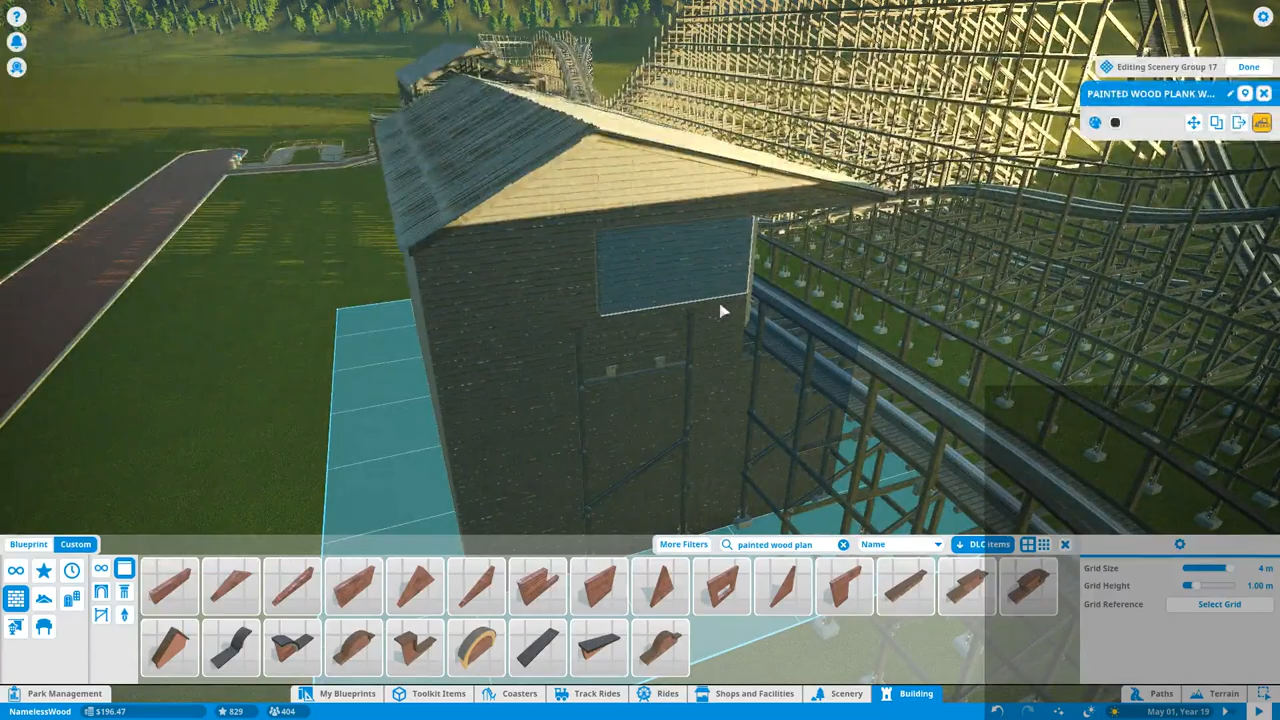 Editing Scenery Group 17
Done
PAINTED WOOD PLANK W...
Blueprint
Custom
More Filters
painted wood plan
Name
DLC items
Grid Size
4 m
Grid Height
1.00 m
Grid Reference
Select Grid
Park Management
My Blueprints
Toolkit Items
Coasters
Track Rides
Rides
Shops and Facilities
Scenery
Building
Paths
Terrain
NamelessWood
$196.47
829
404
May 01, Year 19